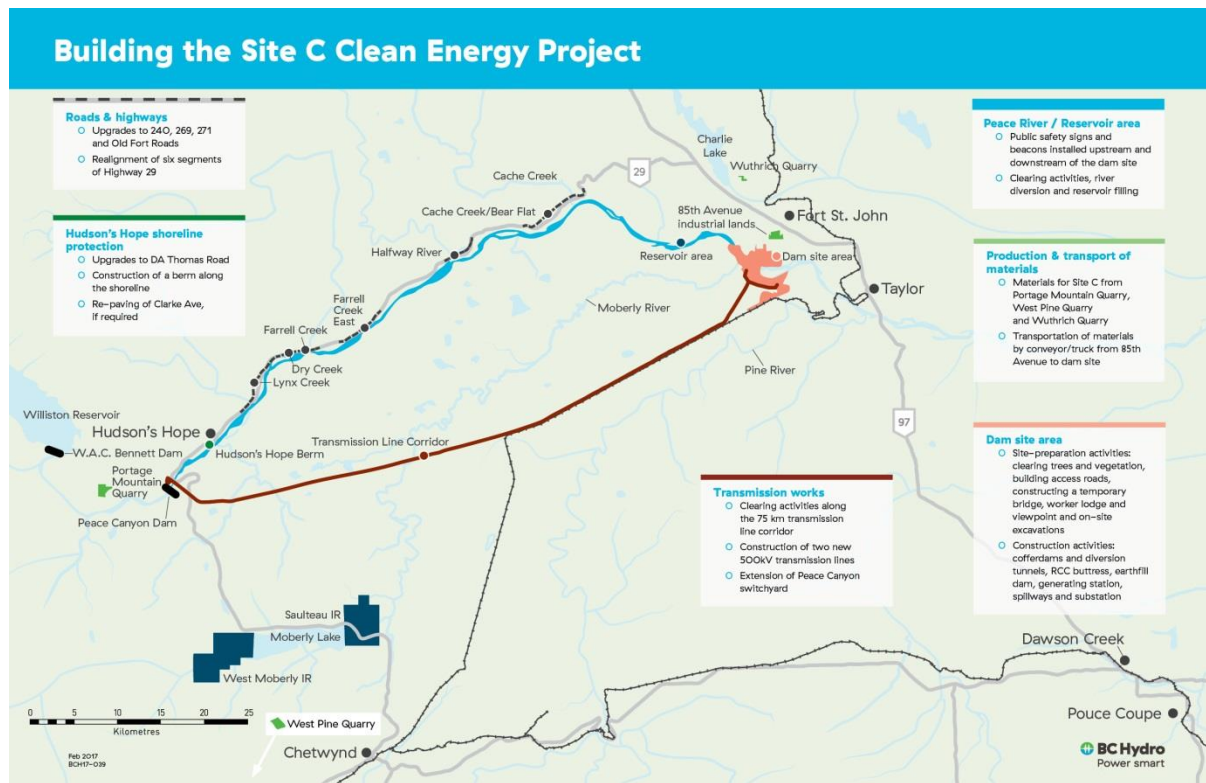 Building the Site C Clean Energy Project
Roads & highways
Upgrades to 240, 269, 271
and Old Fort Roads
Realignment of six segments
of Highway 29
Hudson's Hope shoreline
protection
Upgrades to DA Thomas Road
Construction of a berm along
the shoreline
Re-paving of Clarke Ave,
if required
Peace River / Reservoir area
Public safety signs and
beacons installed upstream and
downstream of the dam site
Clearing activities, river
diversion and reservoir filling
Production & transport of
materials
Materials for Site C from
Portage Mountain Quarry,
West Pine Quarry
and Wuthrich Quarry
Transportation of materials
by conveyor/truck from 85th
Avenue to dam site
Dam site area
Site-preparation activities:
clearing trees and vegetation,
building access roads,
constructing a temporary
bridge, worker lodge and
viewpoint and on-site
excavations
Construction activities:
cofferdams and diversion
tunnels, RCC buttress, earthfill
dam, generating station,
spillways and substation
Transmission works
Clearing activities along
the 75 km transmission
line corridor
Construction of two new
500kV transmission lines
Extension of Peace Canyon
switchyard
Charlie
Lake
Wuthrich Quarry
29
Cache Creek
Cache Creek/Bear Flat
85th Avenue
industrial lands
Fort St. John
Halfway River
Reservoir area
Dam site area
Taylor
Moberly River
Farrell
Creek
East
Farrell Creek
Dry Creek
Lynx Creek
Pine River
Williston Reservoir
Hudson's Hope
W.A.C. Bennett Dam
Hudson's Hope Berm
Transmission Line Corridor
97
Portage
Mountain
Quarry
Peace Canyon Dam
Saulteau IR
Moberly Lake
West Moberly IR
Dawson Creek
Pouce Coupe
West Pine Quarry
Chetwynd
0 5 10 15 20 25
Kilometres
Feb 2017
BCH17-039
BC Hydro
Power smart